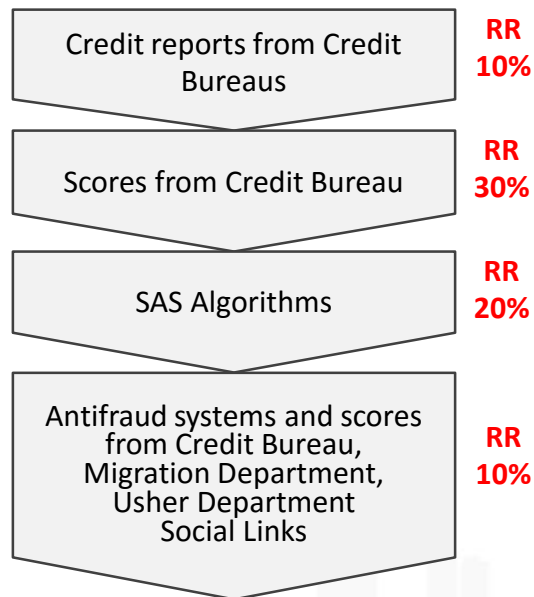 Credit reports from Credit
Bureaus
RR
10%
Scores from Credit Bureau
RR
30%
SAS Algorithms
RR
20%
Antifraud systems and scores
from Credit Bureau,
Migration Department,
Usher Department
Social Links
RR
10%